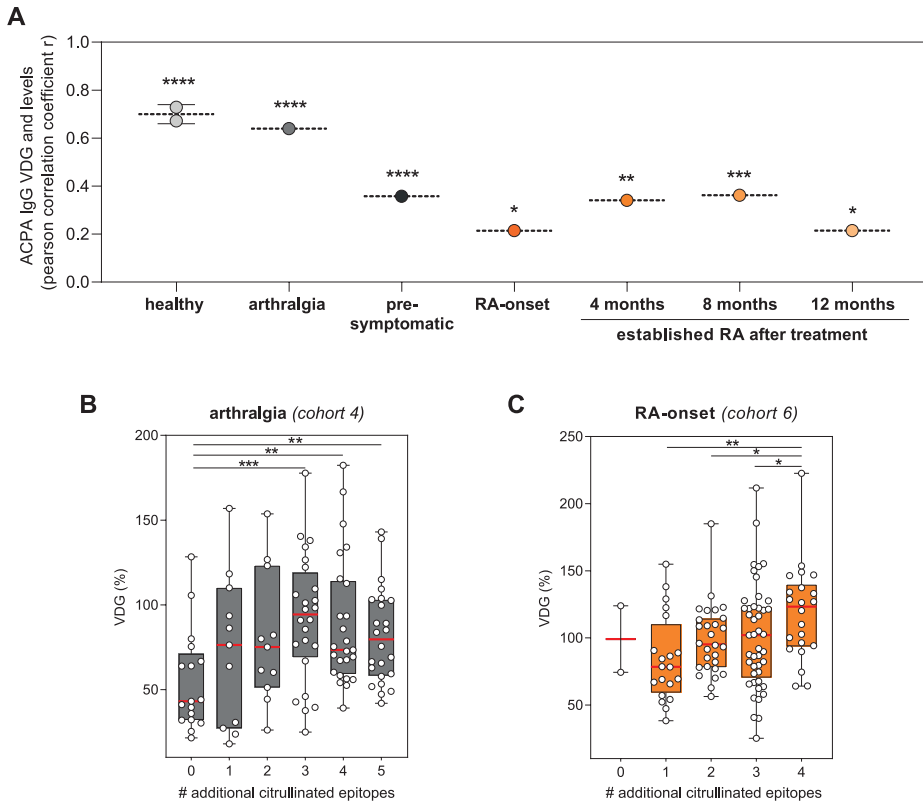 A
ACPA IgG VDG and levels
(pearson correlation coefficient r)
1.0
0.8
0.6
0.4
0.2
0.0
****
****
****
*
**
***
*
healthy
arthralgia
pre-
symptomatic
RA-onset
4 months
8 months
12 months
established RA after treatment
B
arthralgia (cohort 4)
VDG (%)
200
150
100
50
**
**
***
0 1 2 3 4 5
# additional citrullinated epitopes
C
RA-onset (cohort 6)
VDG (%)
250
200
150
100
50
**
*
*
0 1 2 3 4
# additional citrullinated epitopes